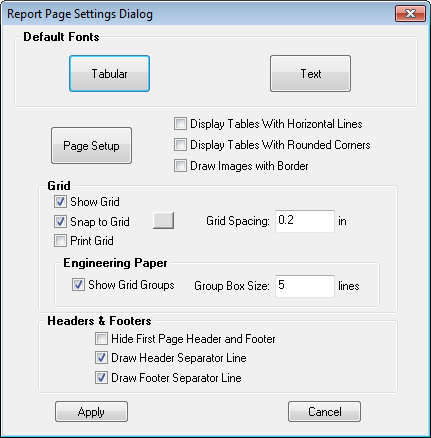 Report Page Settings Dialog
Default Fonts
Tabular Text
Display Tables With Horizontal Lines
Page Setup Display Tables With Rounded Corners
Draw Images with Border
Grid
Show Grid
Snap to Grid Grid Spacing: 0.2 in
Print Grid
Engineering Paper
Show Grid Groups Group Box Size: 5 lines
Headers & Footers
Hide First Page Header and Footer
Draw Header Separator Line
Draw Footer Separator Line
Apply Cancel